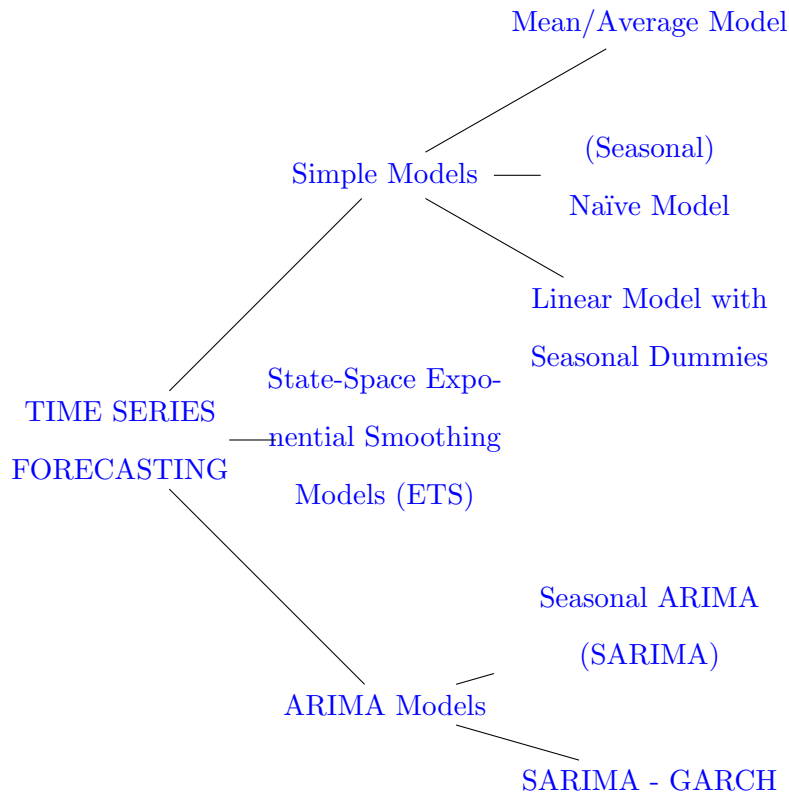 Mean/Average Model
(Seasonal)
Naïve Model
Simple Models
Linear Model with
Seasonal Dummies
State-Space Expo-
nential Smoothing
Models (ETS)
TIME SERIES
FORECASTING
Seasonal ARIMA
(SARIMA)
ARIMA Models
SARIMA - GARCH